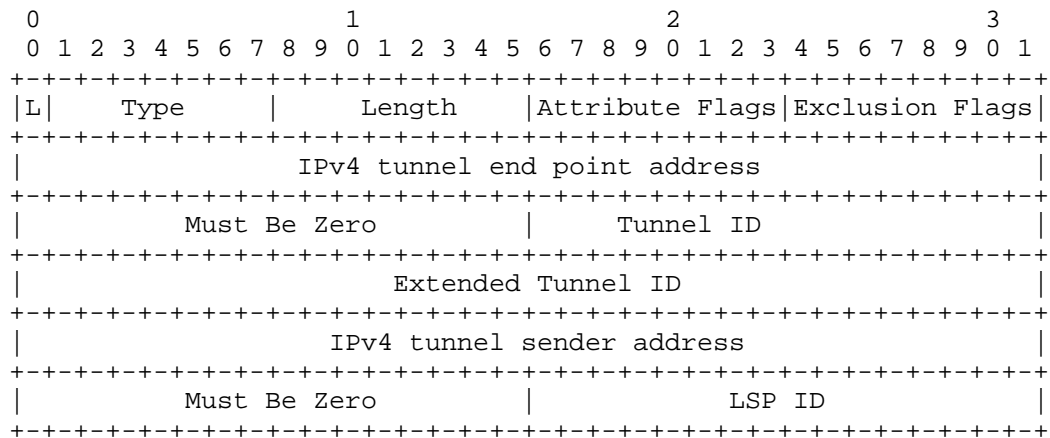 0                   1                   2                   3
 0 1 2 3 4 5 6 7 8 9 0 1 2 3 4 5 6 7 8 9 0 1 2 3 4 5 6 7 8 9 0 1
+-+-+-+-+-+-+-+-+-+-+-+-+-+-+-+-+-+-+-+-+-+-+-+-+-+-+-+-+-+-+-+-+
|L|    Type     |     Length    |Attribute Flags|Exclusion Flags|
+-+-+-+-+-+-+-+-+-+-+-+-+-+-+-+-+-+-+-+-+-+-+-+-+-+-+-+-+-+-+-+-+
|                 IPv4 tunnel end point address                 |
+-+-+-+-+-+-+-+-+-+-+-+-+-+-+-+-+-+-+-+-+-+-+-+-+-+-+-+-+-+-+-+-+
|          Must Be Zero         |     Tunnel ID                 |
+-+-+-+-+-+-+-+-+-+-+-+-+-+-+-+-+-+-+-+-+-+-+-+-+-+-+-+-+-+-+-+-+
|                       Extended Tunnel ID                      |
+-+-+-+-+-+-+-+-+-+-+-+-+-+-+-+-+-+-+-+-+-+-+-+-+-+-+-+-+-+-+-+-+
|                   IPv4 tunnel sender address                  |
+-+-+-+-+-+-+-+-+-+-+-+-+-+-+-+-+-+-+-+-+-+-+-+-+-+-+-+-+-+-+-+-+
|          Must Be Zero         |            LSP ID             |
+-+-+-+-+-+-+-+-+-+-+-+-+-+-+-+-+-+-+-+-+-+-+-+-+-+-+-+-+-+-+-+-+